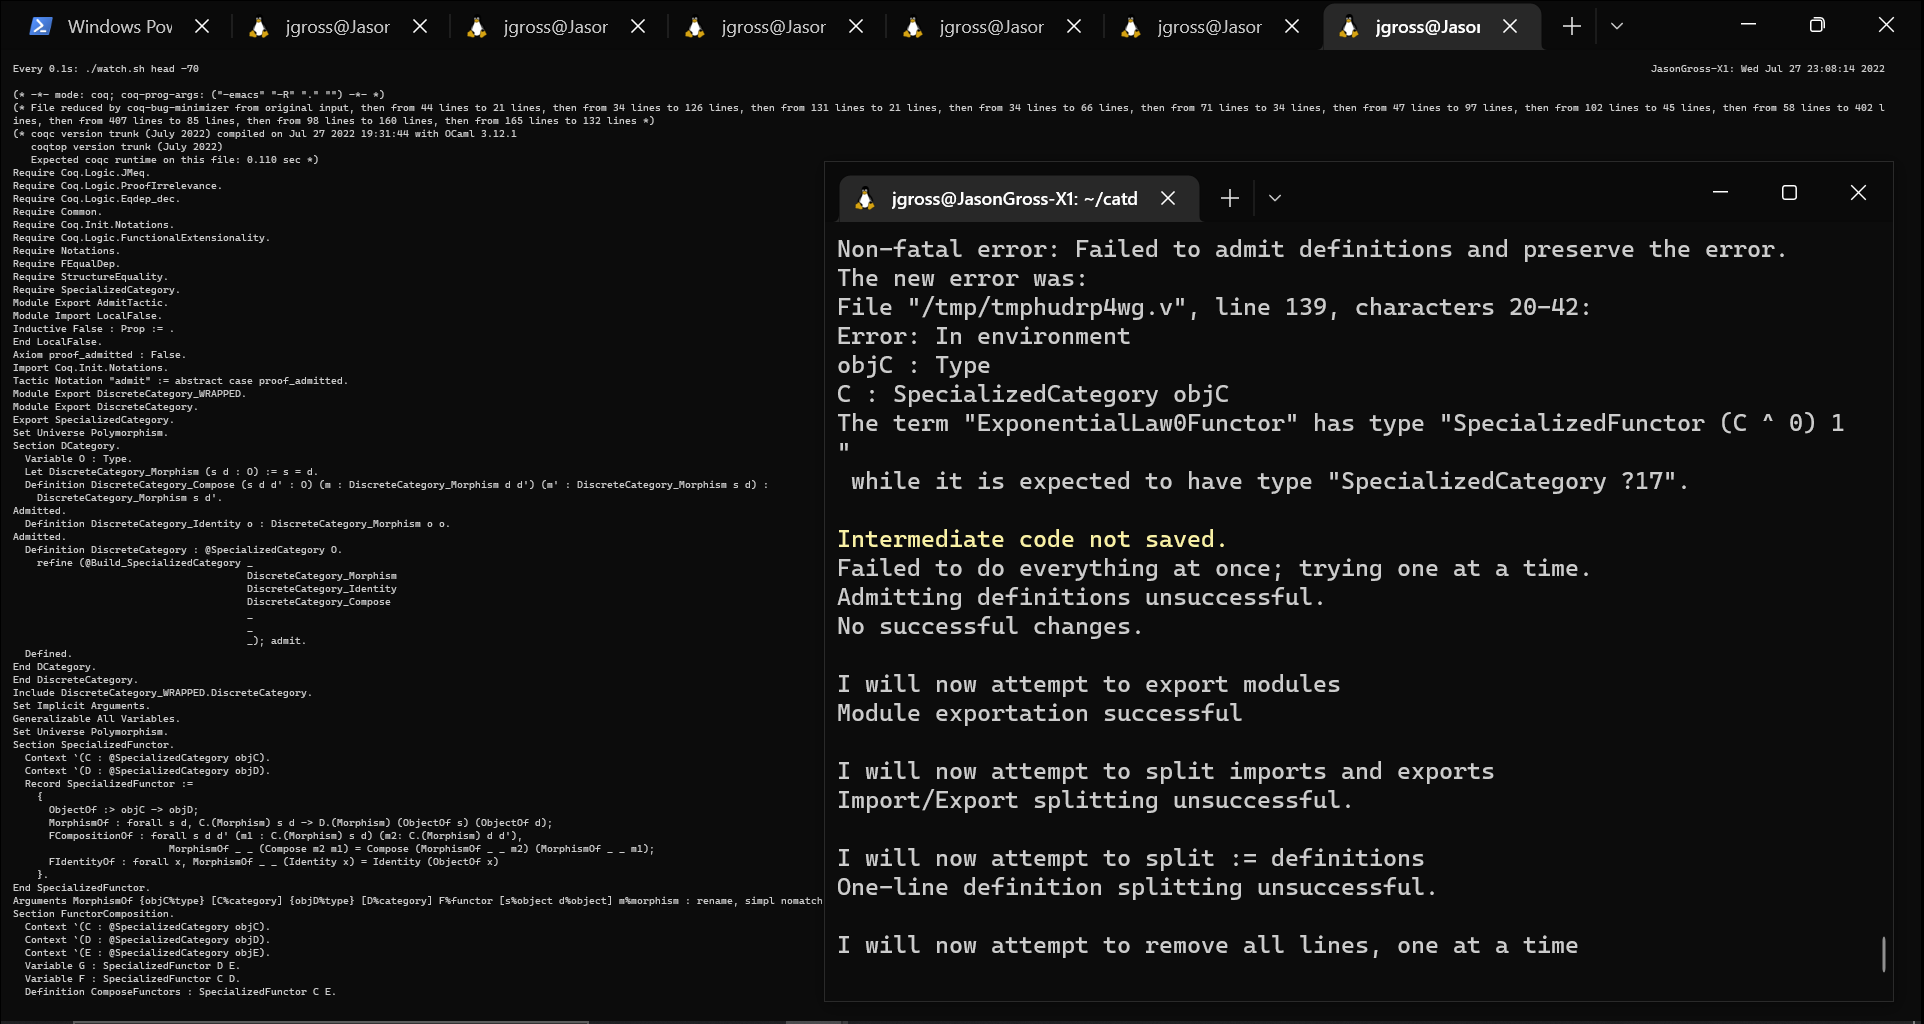 Windows Pov
jgross@Jasor
jgross@Jasor
jgross@Jasor
jgross@Jasor
jgross@Jasor
jgross@Jasor
Every 0.1s: ./watch.sh head -70
JasonGross-X1: Wed Jul 27 23:08:14 2022
(* -*- mode: coq; coq-prog-args: ("-emacs" "-R" "." "") -*- *)
(* File reduced by coq-bug-minimizer from original input, then from 44 lines to 21 lines, then from 34 lines to 126 lines, then from 131 lines to 21 lines, then from 34 lines to 66 lines, then from 71 lines to 34 lines, then from 47 lines to 97 lines, then from 102 lines to 45 lines, then from 58 lines to 402 l
ines, then from 407 lines to 85 lines, then from 98 lines to 160 lines, then from 165 lines to 132 lines *)
(* coqc version trunk (July 2022) compiled on Jul 27 2022 19:31:44 with OCaml 3.12.1
   coqtop version trunk (July 2022)
   Expected coqc runtime on this file: 0.110 sec *)
Require Coq.Logic.JMeq.
Require Coq.Logic.ProofIrrelevance.
Require Coq.Logic.Eqdep_dec.
Require Common.
Require Coq.Init.Notations.
Require Coq.Logic.FunctionalExtensionality.
Require Notations.
Require FEqualDep.
Require StructureEquality.
Require SpecializedCategory.
Module Export AdmitTactic.
Module Import LocalFalse.
Inductive False : Prop := .
End LocalFalse.
Axiom proof_admitted : False.
Import Coq.Init.Notations.
Tactic Notation "admit" := abstract case proof_admitted.
Module Export DiscreteCategory_WRAPPED.
Module Export DiscreteCategory.
Export SpecializedCategory.
Set Universe Polymorphism.
Section DCategory.
  Variable O : Type.
  Let DiscreteCategory_Morphism (s d : O) := s = d.
  Definition DiscreteCategory_Compose (s d d' : O) (m : DiscreteCategory_Morphism d d') (m' : DiscreteCategory_Morphism s d) :
    DiscreteCategory_Morphism s d'.
Admitted.
  Definition DiscreteCategory_Identity o : DiscreteCategory_Morphism o o.
Admitted.
  Definition DiscreteCategory : @SpecializedCategory O.
    refine (@Build_SpecializedCategory _
                                       DiscreteCategory_Morphism
                                       DiscreteCategory_Identity
                                       DiscreteCategory_Compose
                                       _
                                       _
                                       _); admit.
  Defined.
End DCategory.
End DiscreteCategory.
Include DiscreteCategory_WRAPPED.DiscreteCategory.
Set Implicit Arguments.
Generalizable All Variables.
Set Universe Polymorphism.
Section SpecializedFunctor.
  Context `(C : @SpecializedCategory objC).
  Context `(D : @SpecializedCategory objD).
  Record SpecializedFunctor :=
    {
      ObjectOf :> objC -> objD;
      MorphismOf : forall s d, C.(Morphism) s d -> D.(Morphism) (ObjectOf s) (ObjectOf d);
      FCompositionOf : forall s d d' (m1 : C.(Morphism) s d) (m2: C.(Morphism) d d'),
                          MorphismOf _ _ (Compose m2 m1) = Compose (MorphismOf _ _ m2) (MorphismOf _ _ m1);
      FIdentityOf : forall x, MorphismOf _ _ (Identity x) = Identity (ObjectOf x)
    }.
End SpecializedFunctor.
Arguments MorphismOf {objC%type} [C%category] {objD%type} [D%category] F%functor [s%object d%object] m%morphism : rename, simpl nomatch
Section FunctorComposition.
  Context `(C : @SpecializedCategory objC).
  Context `(D : @SpecializedCategory objD).
  Context `(E : @SpecializedCategory objE).
  Variable G : SpecializedFunctor D E.
  Variable F : SpecializedFunctor C D.
  Definition ComposeFunctors : SpecializedFunctor C E.
jgross@JasonGross-X1: ~/catd
Non-fatal error: Failed to admit definitions and preserve the error.
The new error was:
File "/tmp/tmphudrp4wg.v", line 139, characters 20-42:
Error: In environment
objC : Type
C : SpecializedCategory objC
The term "ExponentialLaw0Functor" has type "SpecializedFunctor (C ^ 0) 1
"
 while it is expected to have type "SpecializedCategory ?17".
Intermediate code not saved.
Failed to do everything at once; trying one at a time.
Admitting definitions unsuccessful.
No successful changes.
I will now attempt to export modules
Module exportation successful
I will now attempt to split imports and exports
Import/Export splitting unsuccessful.
I will now attempt to split := definitions
One-line definition splitting unsuccessful.
I will now attempt to remove all lines, one at a time